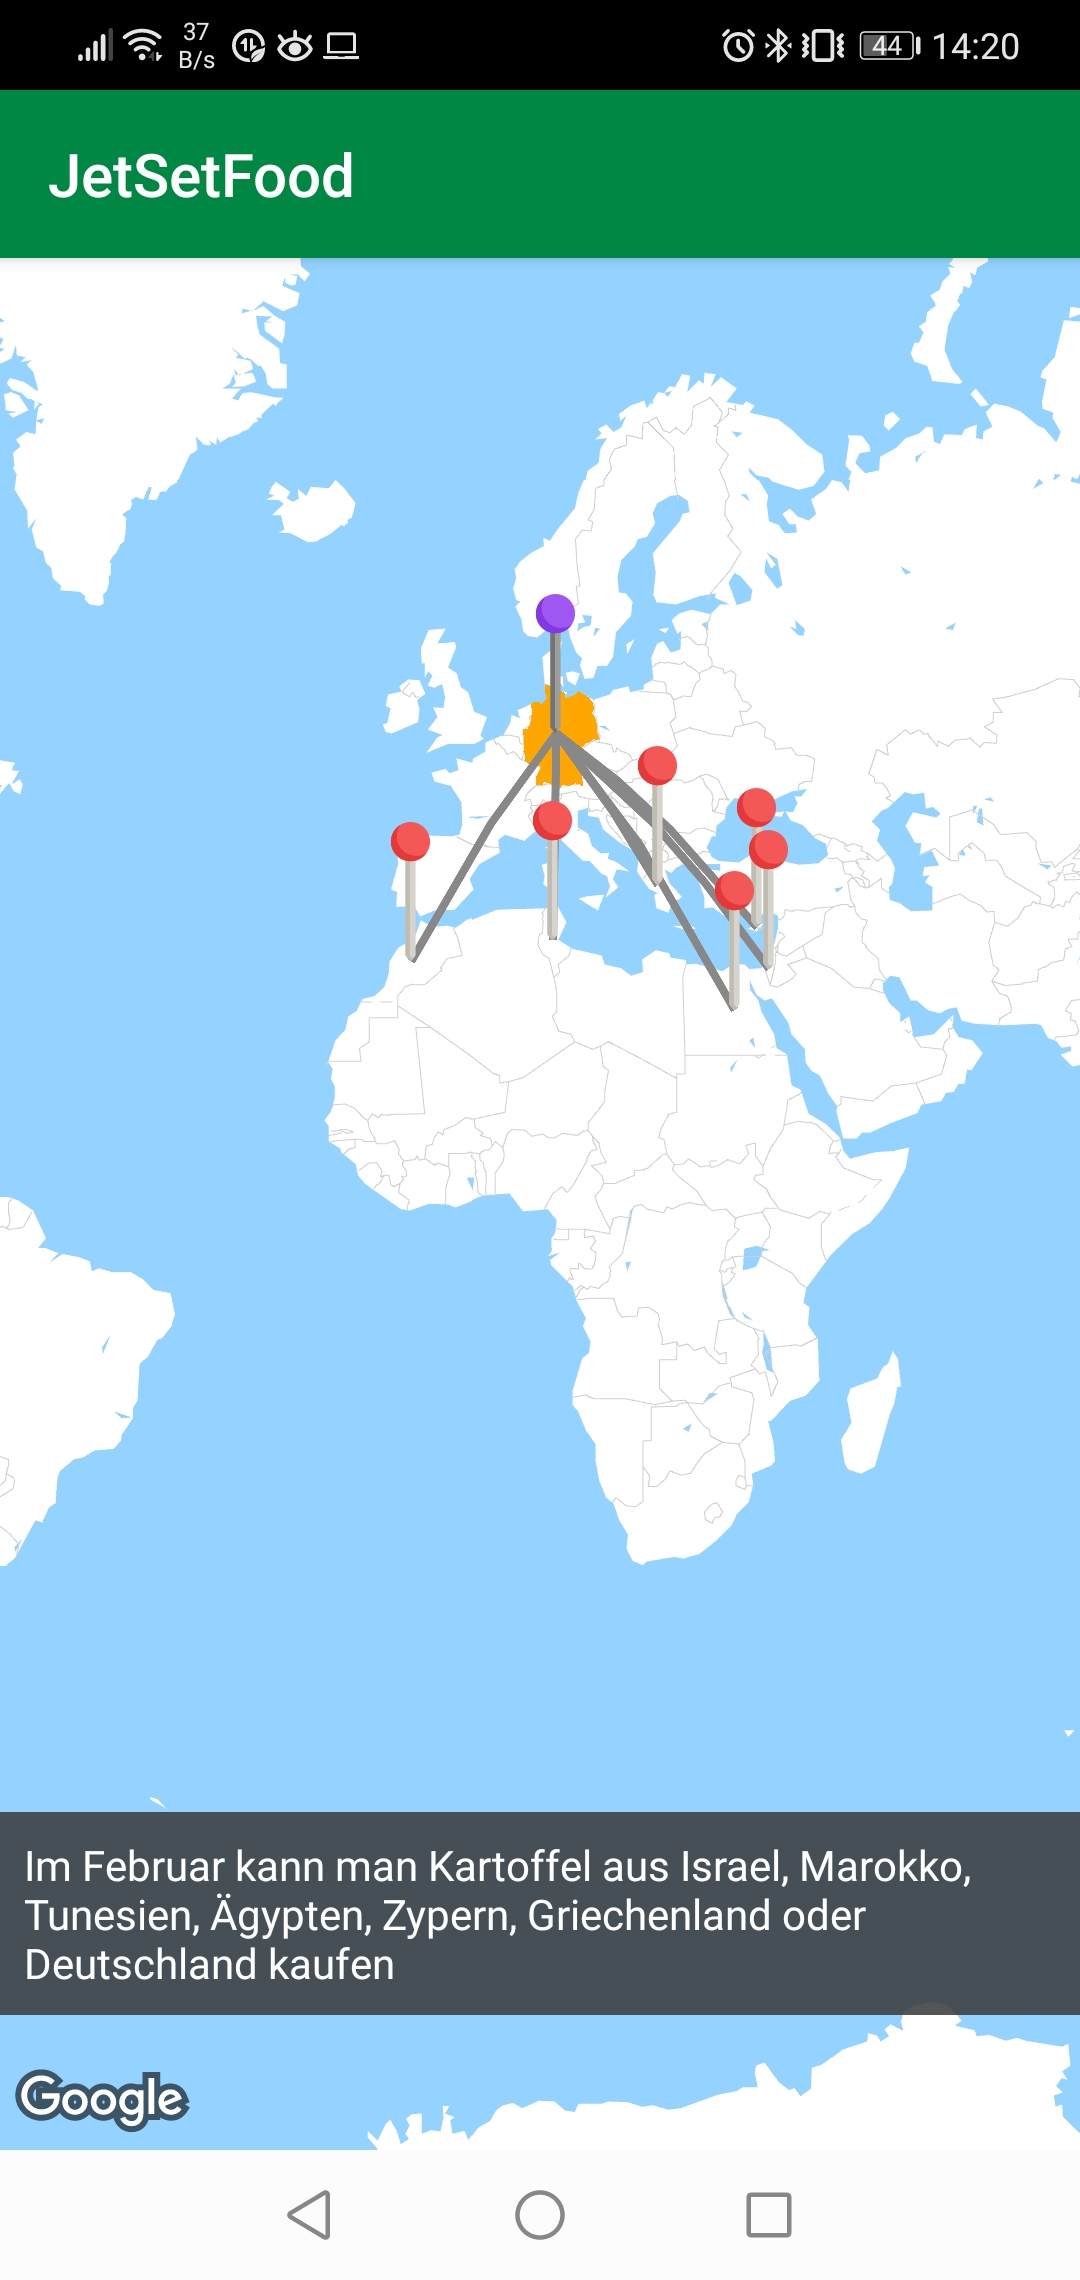 37
B/s
44
14:20
JetSetFood
Im Februar kann man Kartoffel aus Israel, Marokko,
Tunesien, Ägypten, Zypern, Griechenland oder
Deutschland kaufen
Google